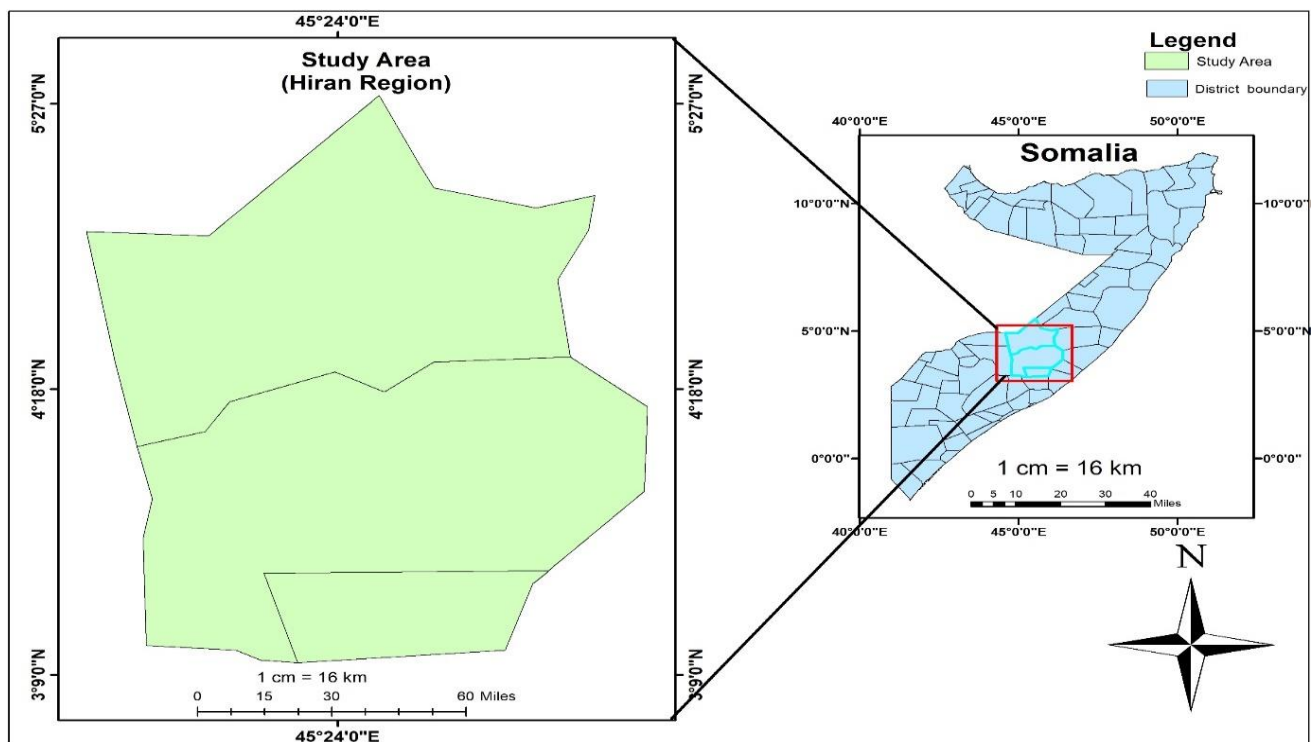 45°24'0"E
Study Area
(Hiran Region)
5°27'0"N
5°27'0"N
4°18'0"N
4°18'0"N
3°9'0"N
3°9'0"N
1 cm = 16 km
0 15 30 60 Miles
45°24'0"E
Legend
Study Area
District boundary
40°0'0"E 45°0'0"E 50°0'0"E
Somalia
10°0'0"N 10°0'0"N
5°0'0"N 5°0'0"N
0°0'0" 0°0'0"
1 cm = 16 km
0 5 10 20 30 40
Miles
40°0'0"E 45°0'0"E 50°0'0"E
N